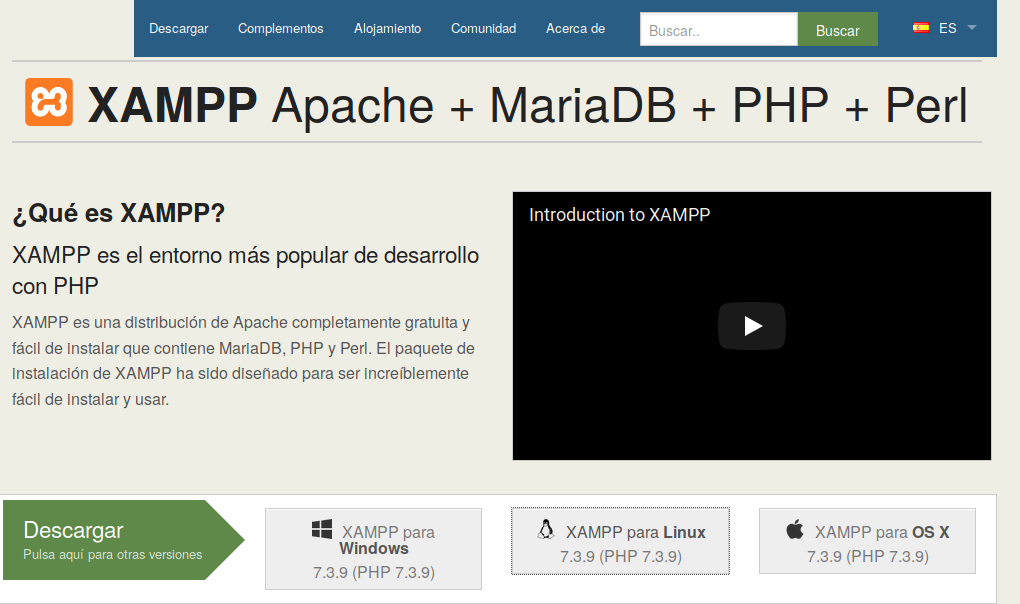 Descargar Complementos Alojamiento Comunidad Acerca de Buscar.. Buscar ES
XAMPP Apache + MariaDB + PHP + Perl
¿Qué es XAMPP?
XAMPP es el entorno más popular de desarrollo
con PHP
XAMPP es una distribución de Apache completamente gratuita y
fácil de instalar que contiene MariaDB, PHP y Perl. El paquete de
instalación de XAMPP ha sido diseñado para ser increíblemente
fácil de instalar y usar.
Introduction to XAMPP
Descargar
Pulsa aquí para otras versiones
XAMPP para
Windows
7.3.9 (PHP 7.3.9)
XAMPP para Linux
7.3.9 (PHP 7.3.9)
XAMPP para OS X
7.3.9 (PHP 7.3.9)